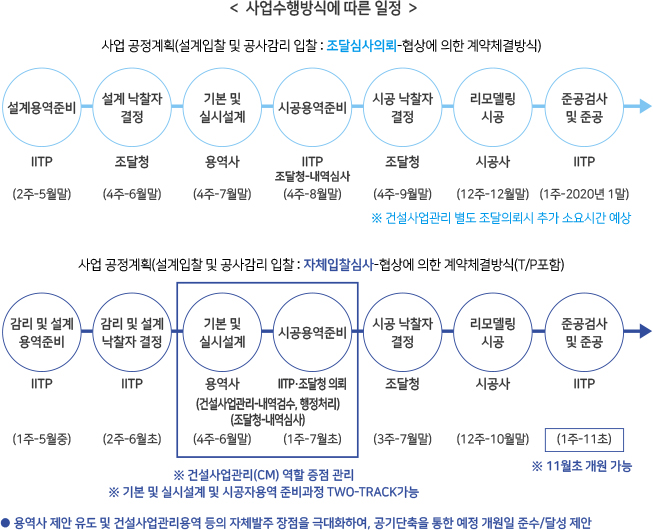 < 사업수행방식에 따른 일정 >
사업 공정계획(설계입찰 및 공사감리 입찰 : 조달심사의뢰-협상에 의한 계약체결방식)
설계용역준비
설계 낙찰자
결정
기본 및
실시설계
시공용역준비
시공 낙찰자
결정
리모델링
시공
준공검사
및 준공
IITP
조달청
용역사
IITP
조달청-내역심사
조달청
시공사
IITP
(2주-5월말)
(4주-6월말)
(4주-7월말)
(4주-8월말)
(4주-9월말)
(12주-12월말)
(1주-2020년 1말)
※ 건설사업관리 별도 조달의뢰시 추가 소요시간 예상
사업 공정계획(설계입찰 및 공사감리 입찰 : 자체입찰심사-협상에 의한 계약체결방식(T/P포함)
감리 및 설계
용역준비
감리 및 설계
낙찰자 결정
기본 및
실시설계
시공용역준비
시공 낙찰자
결정
리모델링
시공
준공검사
및 준공
IITP
IITP
용역사
IITP·조달청 의뢰
조달청
시공사
IITP
(건설사업관리-내역검수, 행정처리)
(조달청-내역심사)
(1주-5월중)
(2주-6월초)
(4주-6월말)
(1주-7월초)
(3주-7월말)
(12주-10월말)
(1주-11초)
※ 11월초 개원 가능
※ 건설사업관리(CM) 역할 증점 관리
※ 기본 및 실시설계 및 시공자용역 준비과정 TWO-TRACK가능
● 용역사 제안 유도 및 건설사업관리용역 등의 자체발주 장점을 극대화하여, 공기단축을 통한 예정 개원일 준수/달성 제안